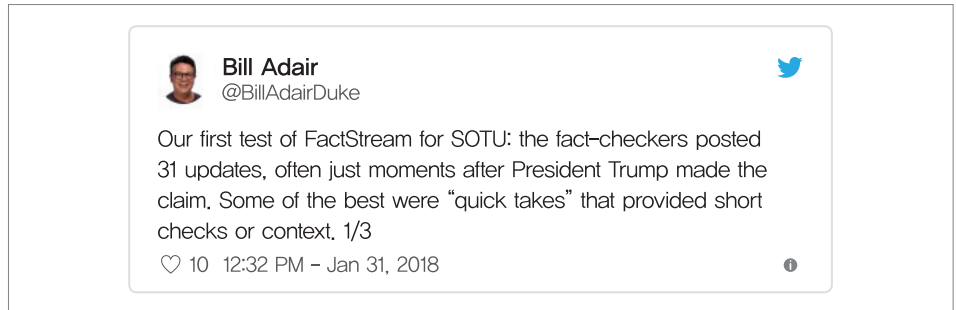 Bill Adair
@BillAdairDuke
Our first test of FactStream for SOTU: the fact-checkers posted
31 updates, often just moments after President Trump made the
claim. Some of the best were “quick takes” that provided short
checks or context. 1/3
10 12:32 PM - Jan 31, 2018